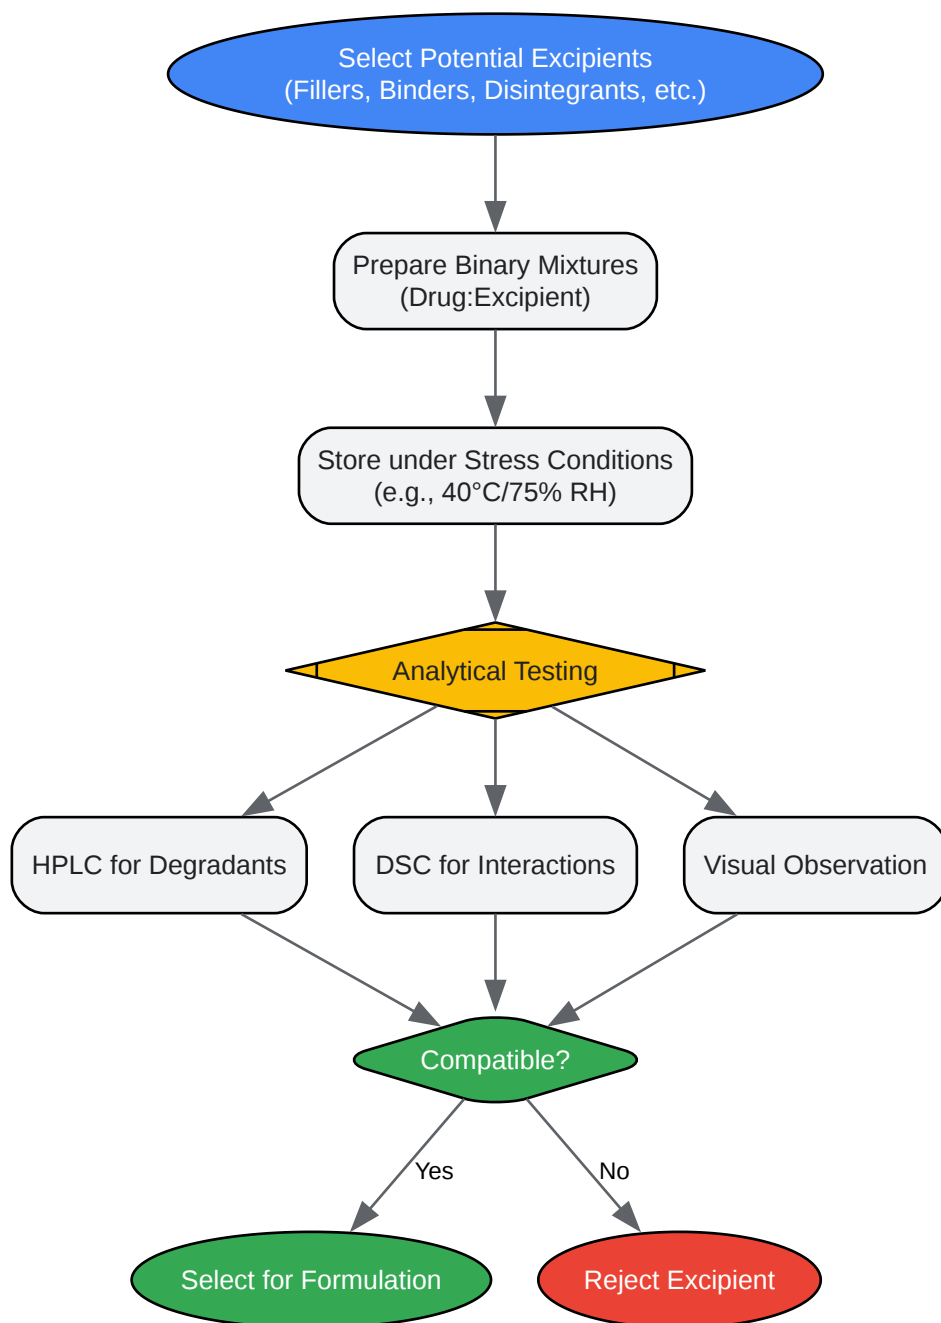 Select Potential Excipients
(Fillers, Binders, Disintegrants, etc.)
Prepare Binary Mixtures
(Drug:Excipient)
Store under Stress Conditions
(e.g., 40°C/75% RH)
Analytical Testing
HPLC for Degradants
DSC for Interactions
Visual Observation
Compatible?
Yes
No
Select for Formulation
Reject Excipient